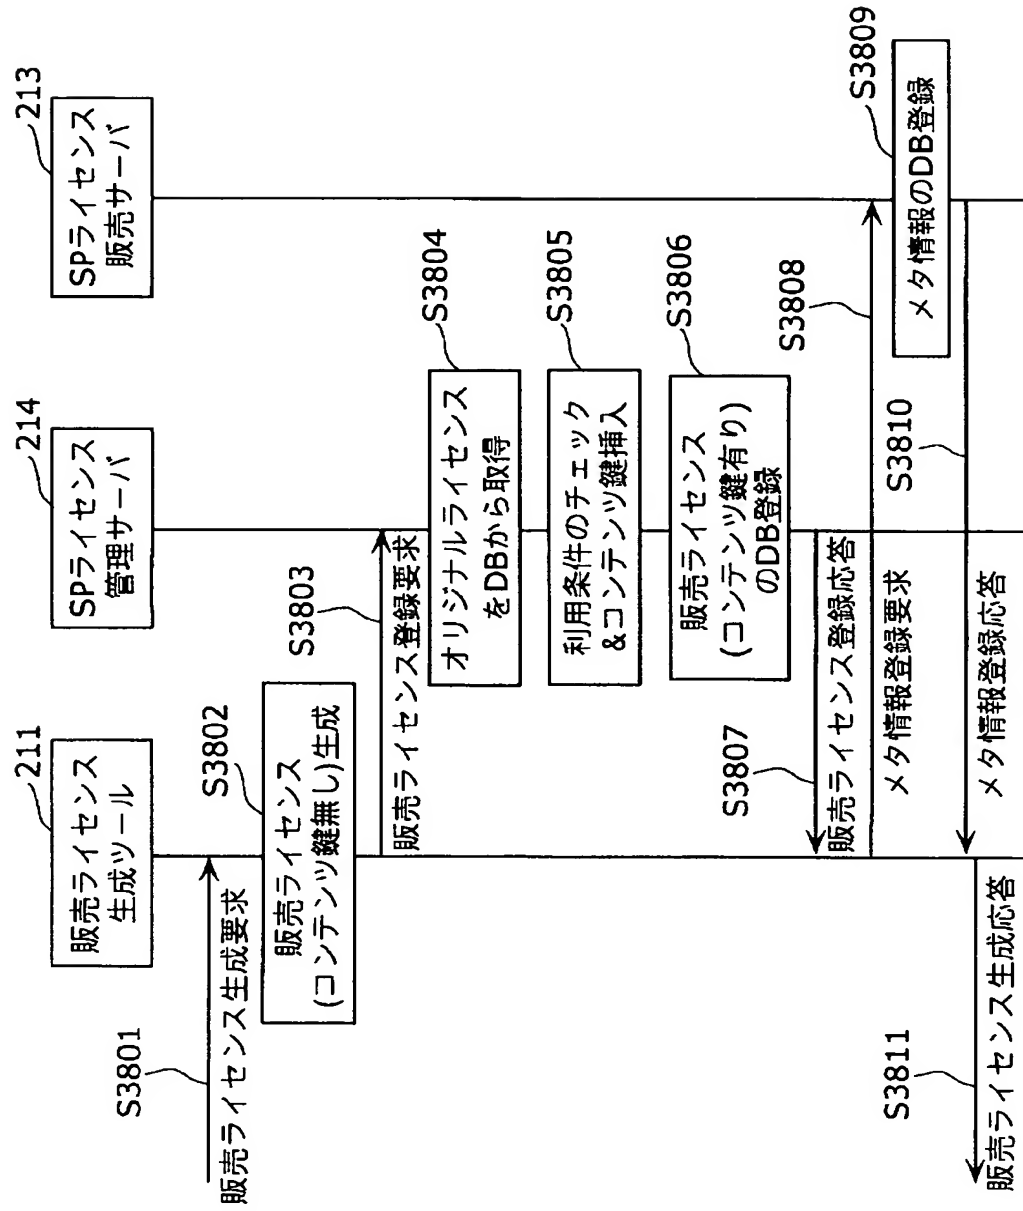 211
販売ライセンス
生成ツール
214
SPライセンス
管理サーバ
213
SPライセンス
販売サーバ
S3801
販売ライセンス生成要求
S3802
販売ライセンス
(コンテンツ鍵無し)生成
S3803
販売ライセンス登録要求
S3804
オリジナルライセンス
をDBから取得
S3805
利用条件のチェック
&コンテンツ鍵挿入
S3806
販売ライセンス
(コンテンツ鍵有り)
のDB登録
S3807
販売ライセンス登録応答
S3808
メタ情報登録要求
S3809
メタ情報のDB登録
S3810
メタ情報登録応答
S3811
販売ライセンス生成応答